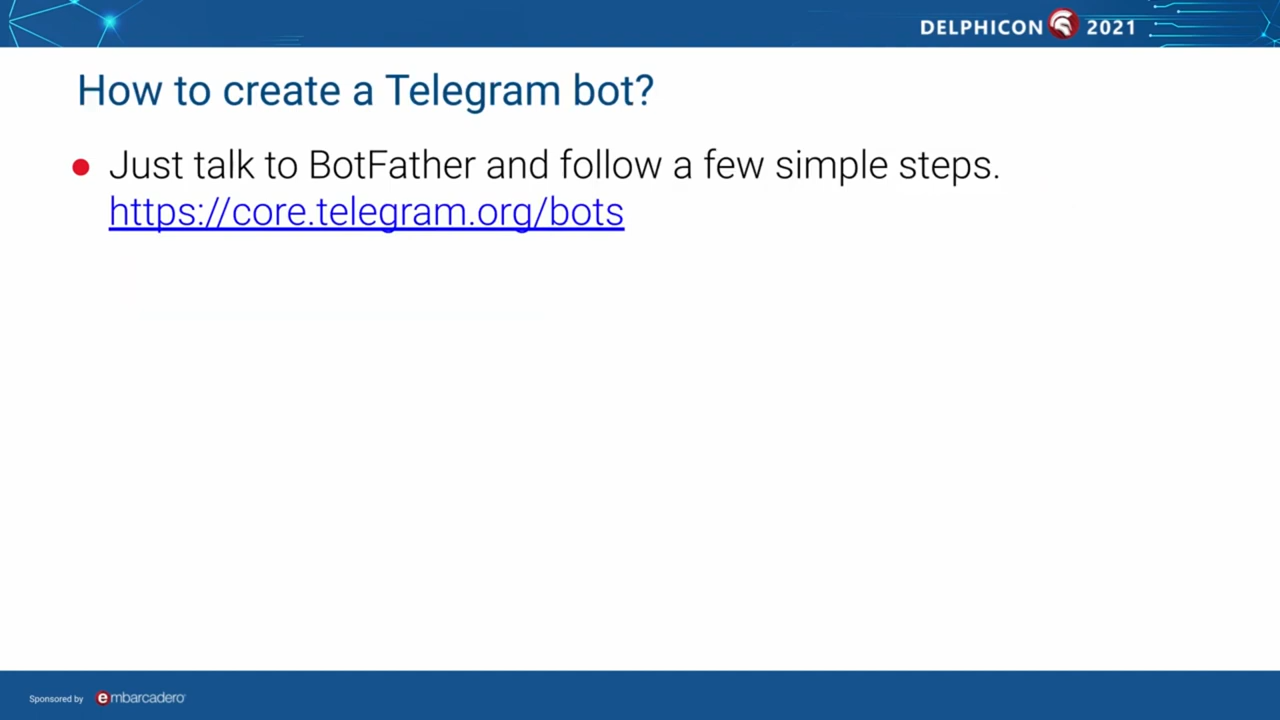 DELPHICON 2021
How to create a Telegram bot?
● Just talk to BotFather and follow a few simple steps.
https://core.telegram.org/bots
Sponsored by embarcadero